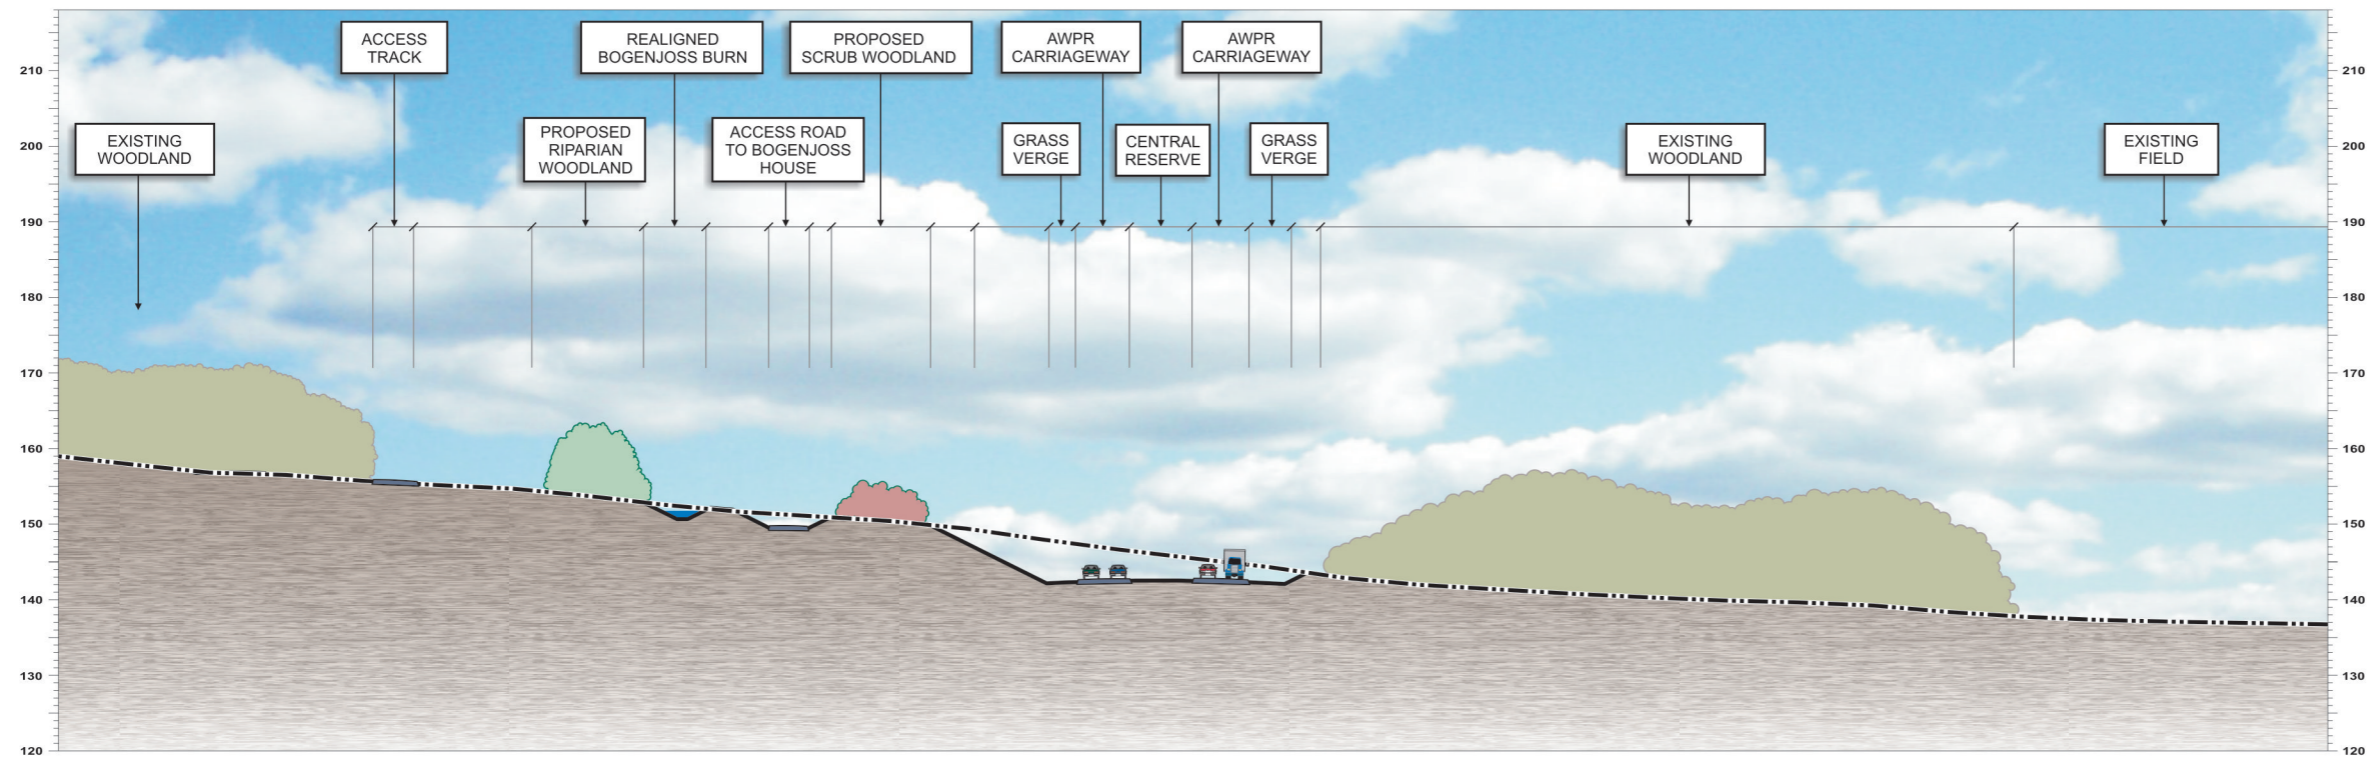 ACCESS
TRACK
REALIGNED
BOGENJOSS BURN
PROPOSED
SCRUB WOODLAND
AWPR
CARRIAGEWAY
AWPR
CARRIAGEWAY
EXISTING
WOODLAND
PROPOSED
RIPARIAN
WOODLAND
ACCESS ROAD
TO BOGENJOSS
HOUSE
GRASS
VERGE
CENTRAL
RESERVE
GRASS
VERGE
EXISTING
WOODLAND
EXISTING
FIELD
210
200
190
180
170
160
150
140
130
120
210
200
190
180
170
160
150
140
130
120